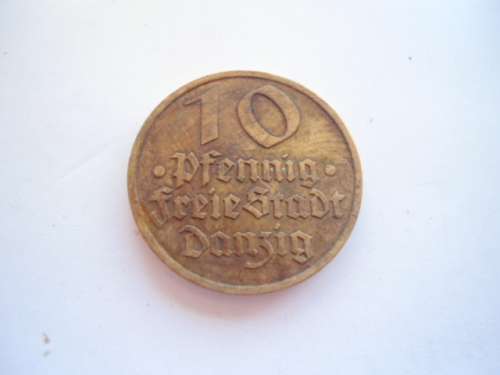 10
· Pfennig ·
Freie Stadt
Danzig